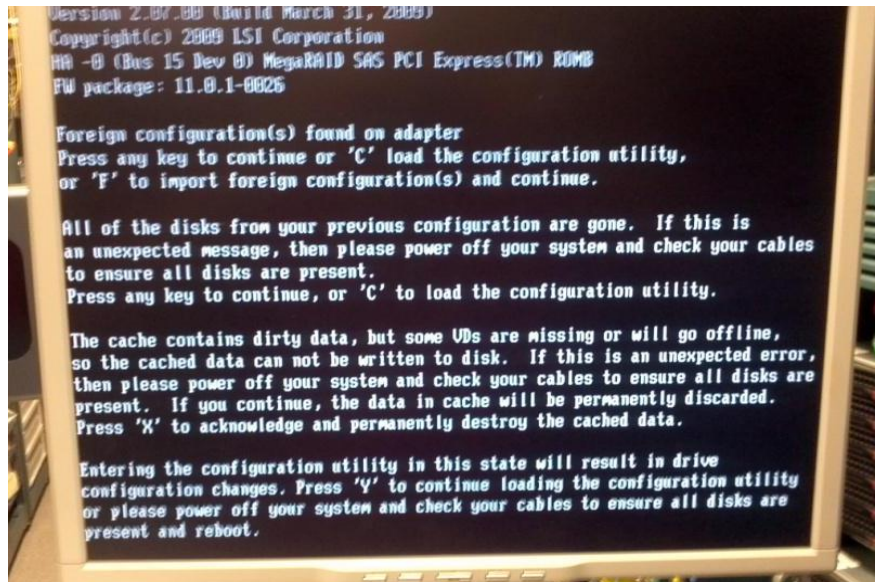 Version 2.07.00 (Build March 31, 2009)
Copyright(c) 2009 LSI Corporation
HA -0 (Bus 15 Dev 0) MegaRAID SAS PCI Express(TM) ROMB
FW package: 11.0.1-0026
Foreign configuration(s) found on adapter
Press any key to continue or 'C' load the configuration utility,
or 'F' to import foreign configuration(s) and continue.
All of the disks from your previous configuration are gone.  If this is
an unexpected message, then please power off your system and check your cables
to ensure all disks are present.
Press any key to continue, or 'C' to load the configuration utility.
The cache contains dirty data, but some VDs are missing or will go offline,
so the cached data can not be written to disk.  If this is an unexpected error,
then please power off your system and check your cables to ensure all disks are
present.  If you continue, the data in cache will be permanently discarded.
Press 'X' to acknowledge and permanently destroy the cached data.
Entering the configuration utility in this state will result in drive
configuration changes. Press 'Y' to continue loading the configuration utility
or please power off your system and check your cables to ensure all disks are
present and reboot.